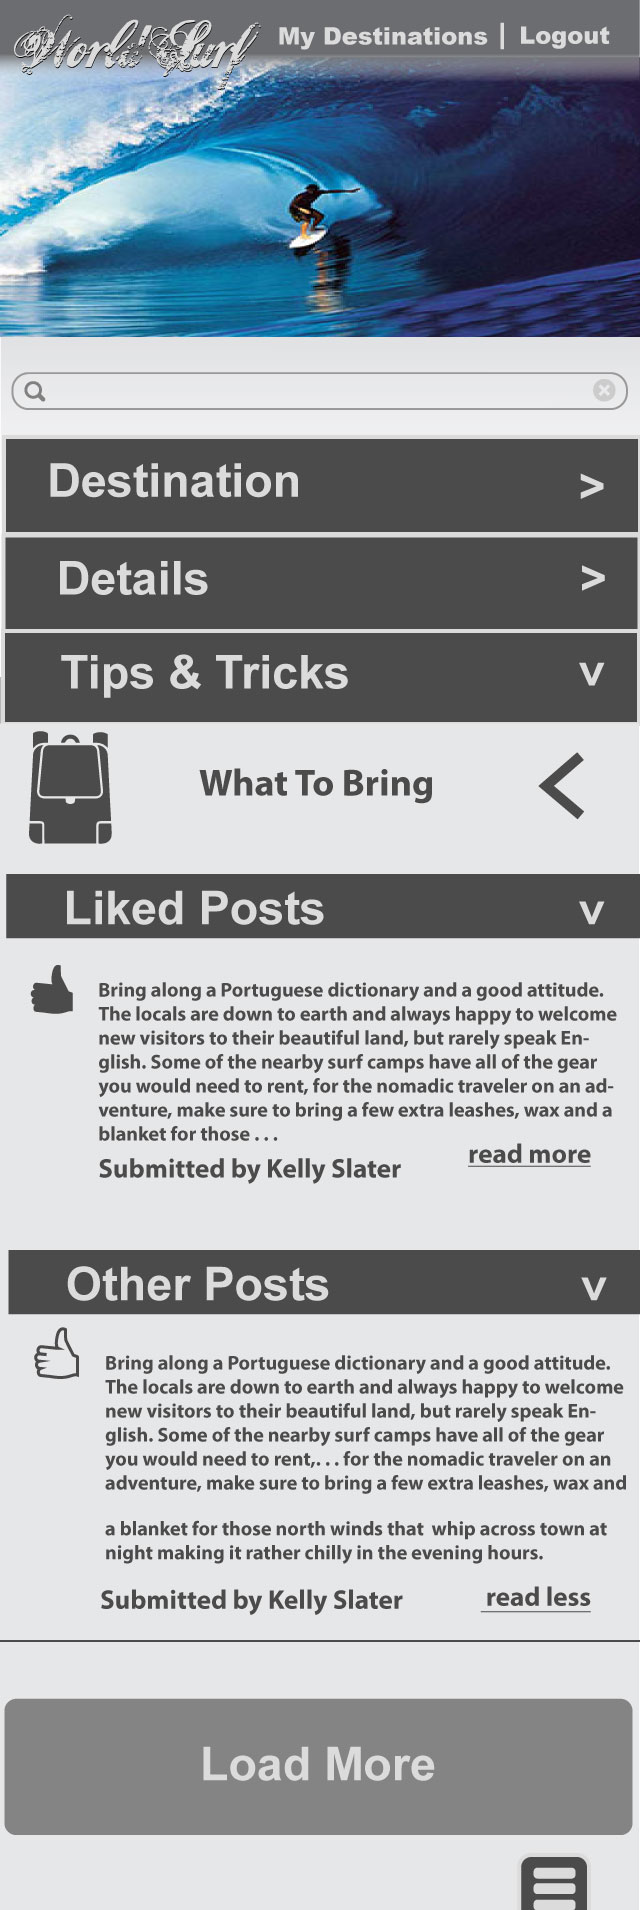 World Surf
My Destinations | Logout
Destination >
Details >
Tips & Tricks v
What To Bring
Liked Posts v
Bring along a Portuguese dictionary and a good attitude.
The locals are down to earth and always happy to welcome
new visitors to their beautiful land, but rarely speak En-
glish. Some of the nearby surf camps have all of the gear
you would need to rent, for the nomadic traveler on an ad-
venture, make sure to bring a few extra leashes, wax and a
blanket for those . . .
read more
Submitted by Kelly Slater
Other Posts v
Bring along a Portuguese dictionary and a good attitude.
The locals are down to earth and always happy to welcome
new visitors to their beautiful land, but rarely speak En-
glish. Some of the nearby surf camps have all of the gear
you would need to rent,. . . for the nomadic traveler on an
adventure, make sure to bring a few extra leashes, wax and
a blanket for those north winds that  whip across town at
night making it rather chilly in the evening hours.
Submitted by Kelly Slater read less
Load More